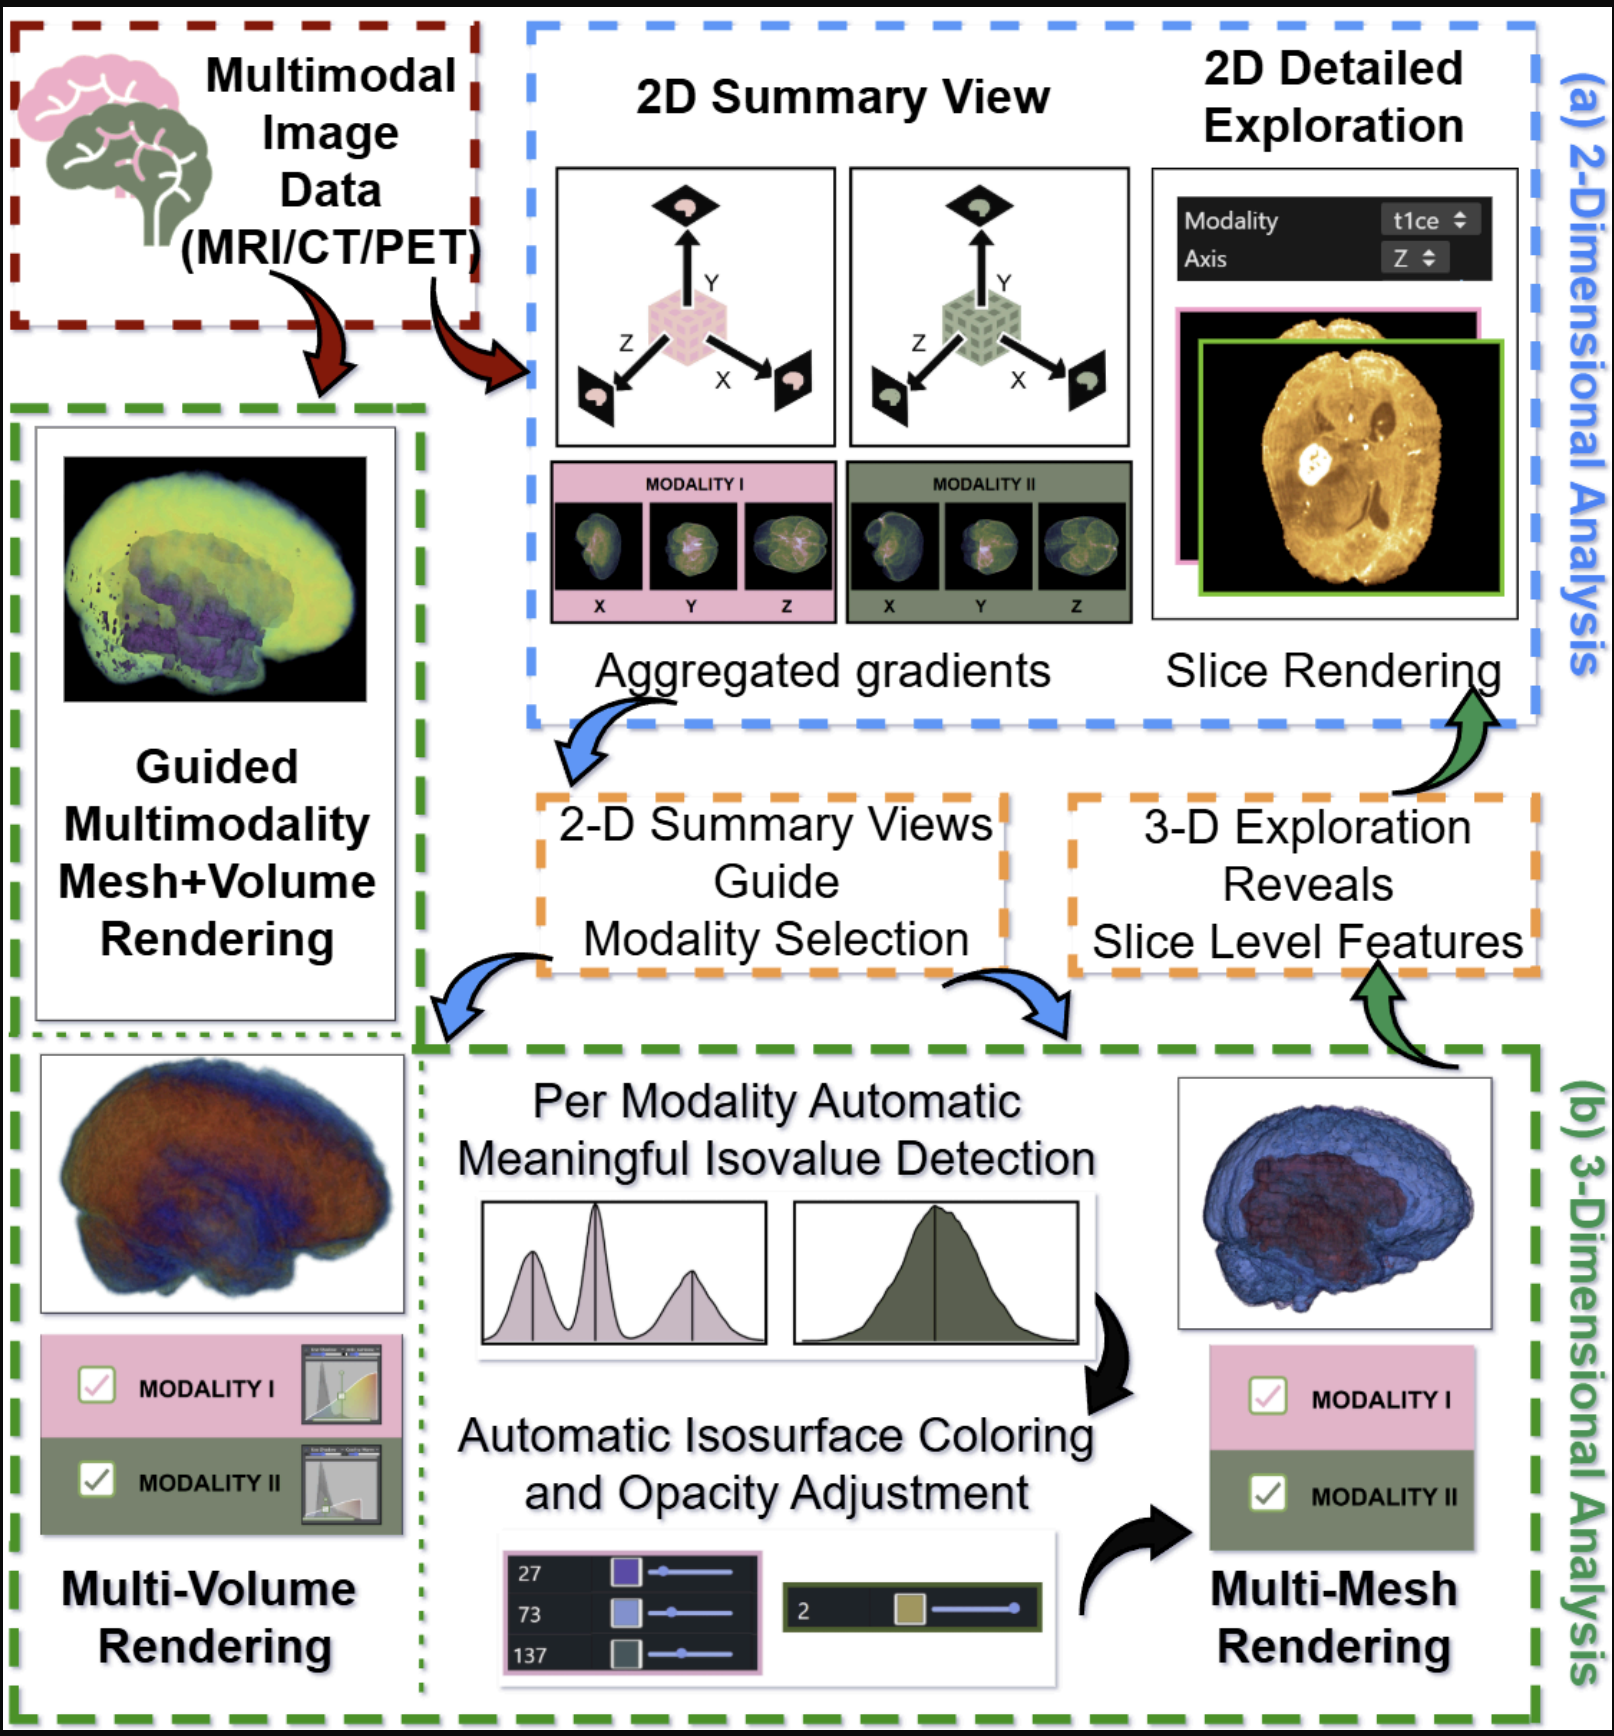 Multimodal
Image
Data
(MRI/CT/PET)
2D Summary View
2D Detailed
Exploration
Y
Z
X
Y
Z
X
Modality t1ce
Axis Z
MODALITY I
X Y Z
MODALITY II
X Y Z
Aggregated gradients
Slice Rendering
(a) 2-Dimensional Analysis
Guided
Multimodality
Mesh+Volume
Rendering
2-D Summary Views
Guide
Modality Selection
3-D Exploration
Reveals
Slice Level Features
MODALITY I
MODALITY II
Multi-Volume
Rendering
Per Modality Automatic
Meaningful Isovalue Detection
Automatic Isosurface Coloring
and Opacity Adjustment
27
73
137
2
MODALITY I
MODALITY II
Multi-Mesh
Rendering
(b) 3-Dimensional Analysis